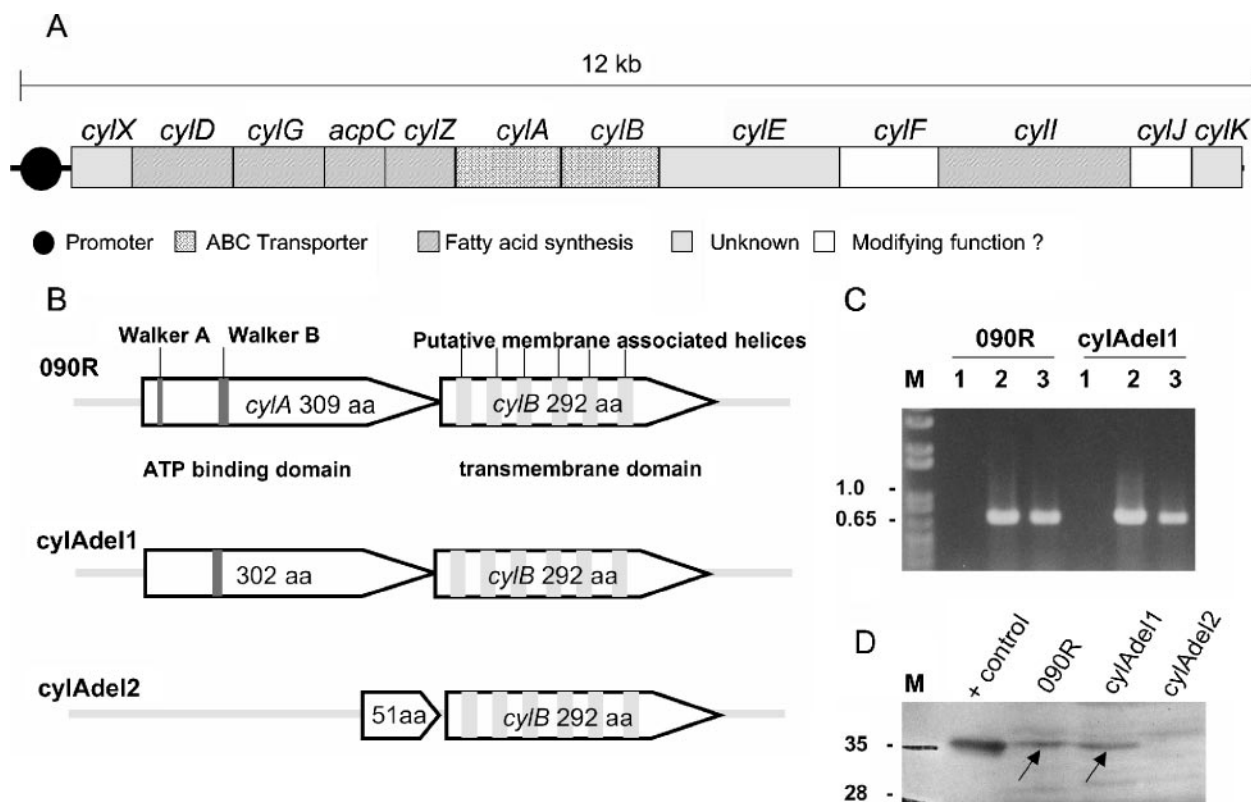 A
12 kb
cylX cylD cylG acpC cylZ cylA cylB cylE cylF cylI cylJ cylK
Promoter ABC Transporter Fatty acid synthesis Unknown Modifying function ?
B
Walker A Walker B Putative membrane associated helices
090R
cylA 309 aa cylB 292 aa
ATP binding domain transmembrane domain
cylAdel1
302 aa cylB 292 aa
cylAdel2
51aa cylB 292 aa
C
090R cylAdel1
M 1 2 3 1 2 3
1.0 -
0.65 -
D
M + control 090R cylAdel1 cylAdel2
35 -
28 -